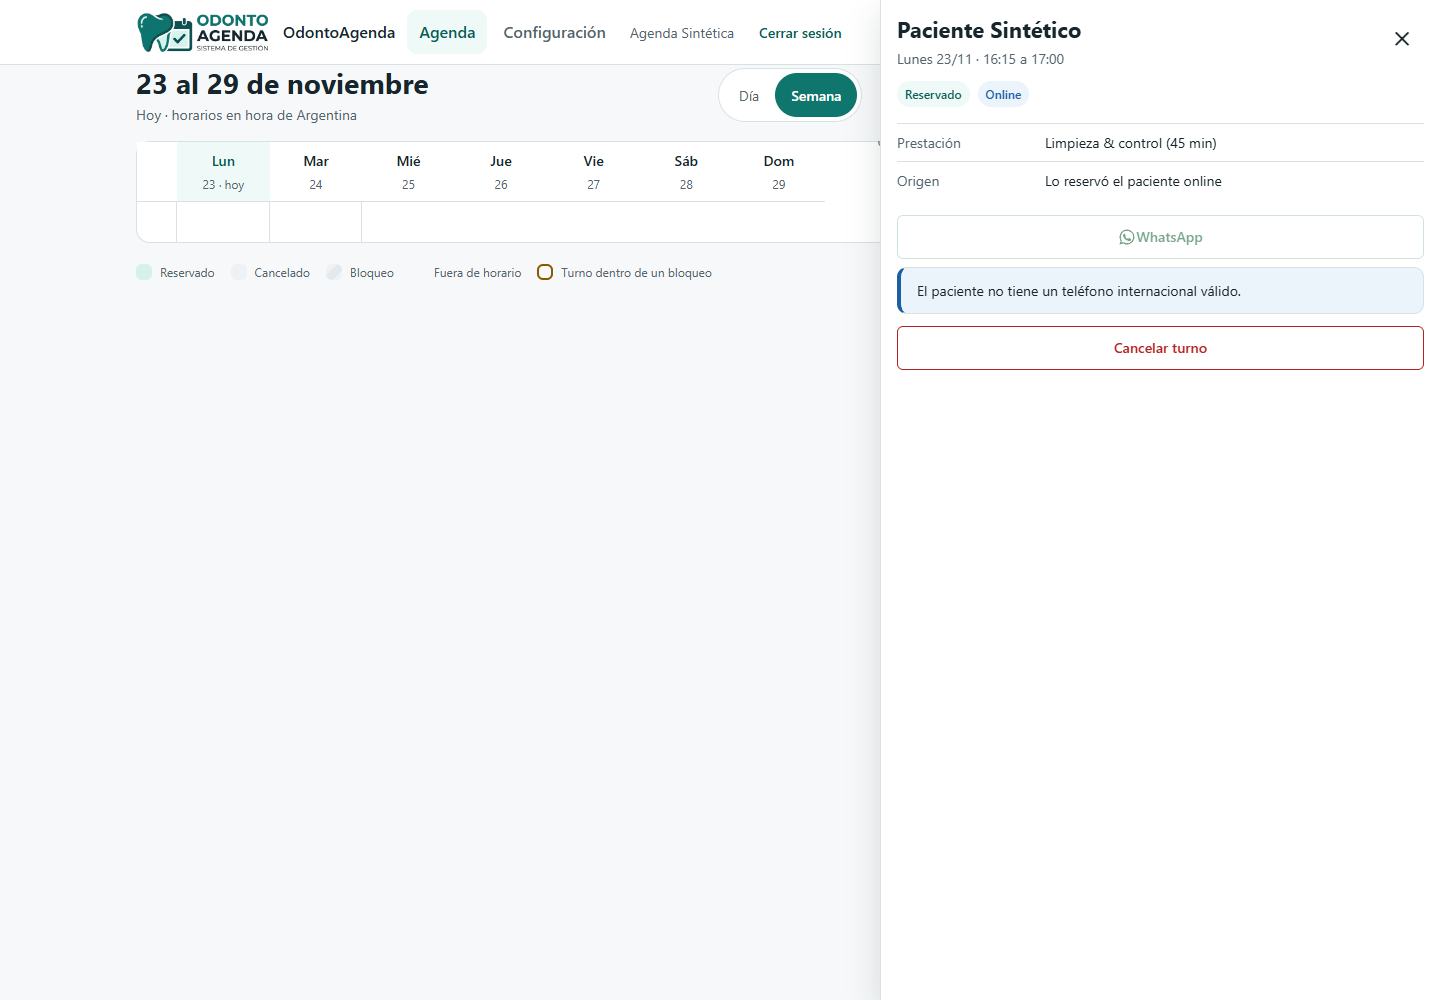 ODONTO
AGENDA
SISTEMA DE GESTIÓN
OdontoAgenda
Agenda
Configuración
Agenda Sintética
Cerrar sesión
23 al 29 de noviembre
Hoy · horarios en hora de Argentina
Día
Semana
Lun
23 · hoy
Mar
24
Mié
25
Jue
26
Vie
27
Sáb
28
Dom
29
Reservado
Cancelado
Bloqueo
Fuera de horario
Turno dentro de un bloqueo
Paciente Sintético
Lunes 23/11 · 16:15 a 17:00
Reservado
Online
Prestación
Limpieza & control (45 min)
Origen
Lo reservó el paciente online
WhatsApp
El paciente no tiene un teléfono internacional válido.
Cancelar turno